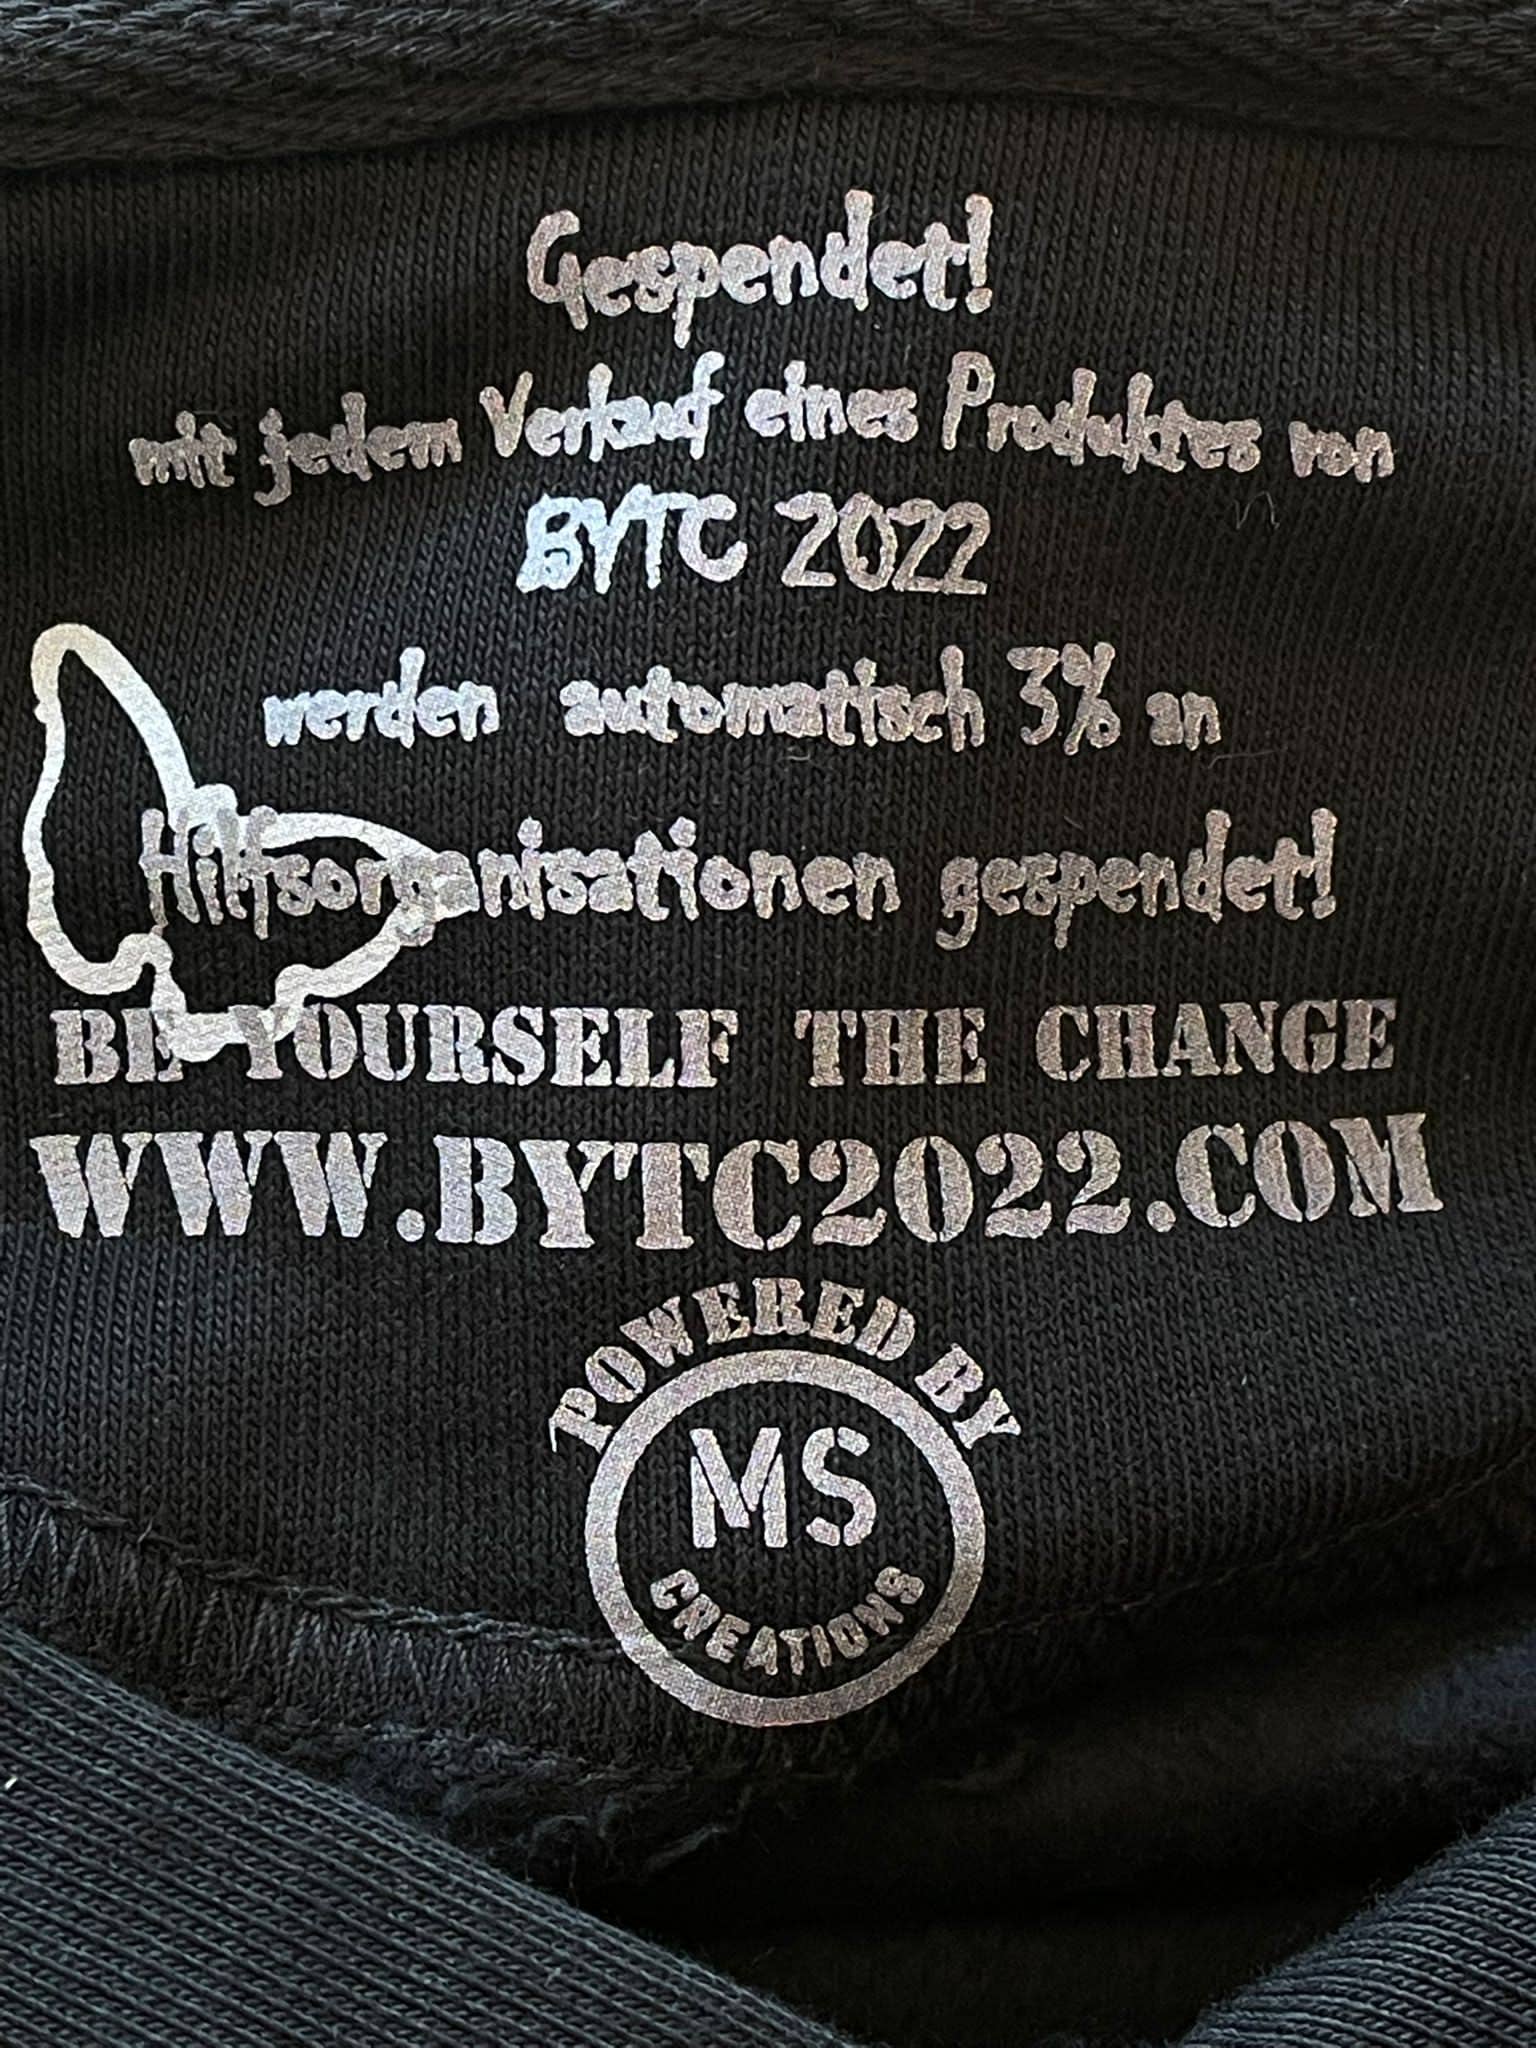 Gespendet!
mit jedem Verkauf eines Produktes von
BYTC 2022
werden automatisch 3% an
Hilfsorganisationen gespendet!
BE YOURSELF THE CHANGE
WWW.BYTC2022.COM
POWERED BY
MS
CREATIONS